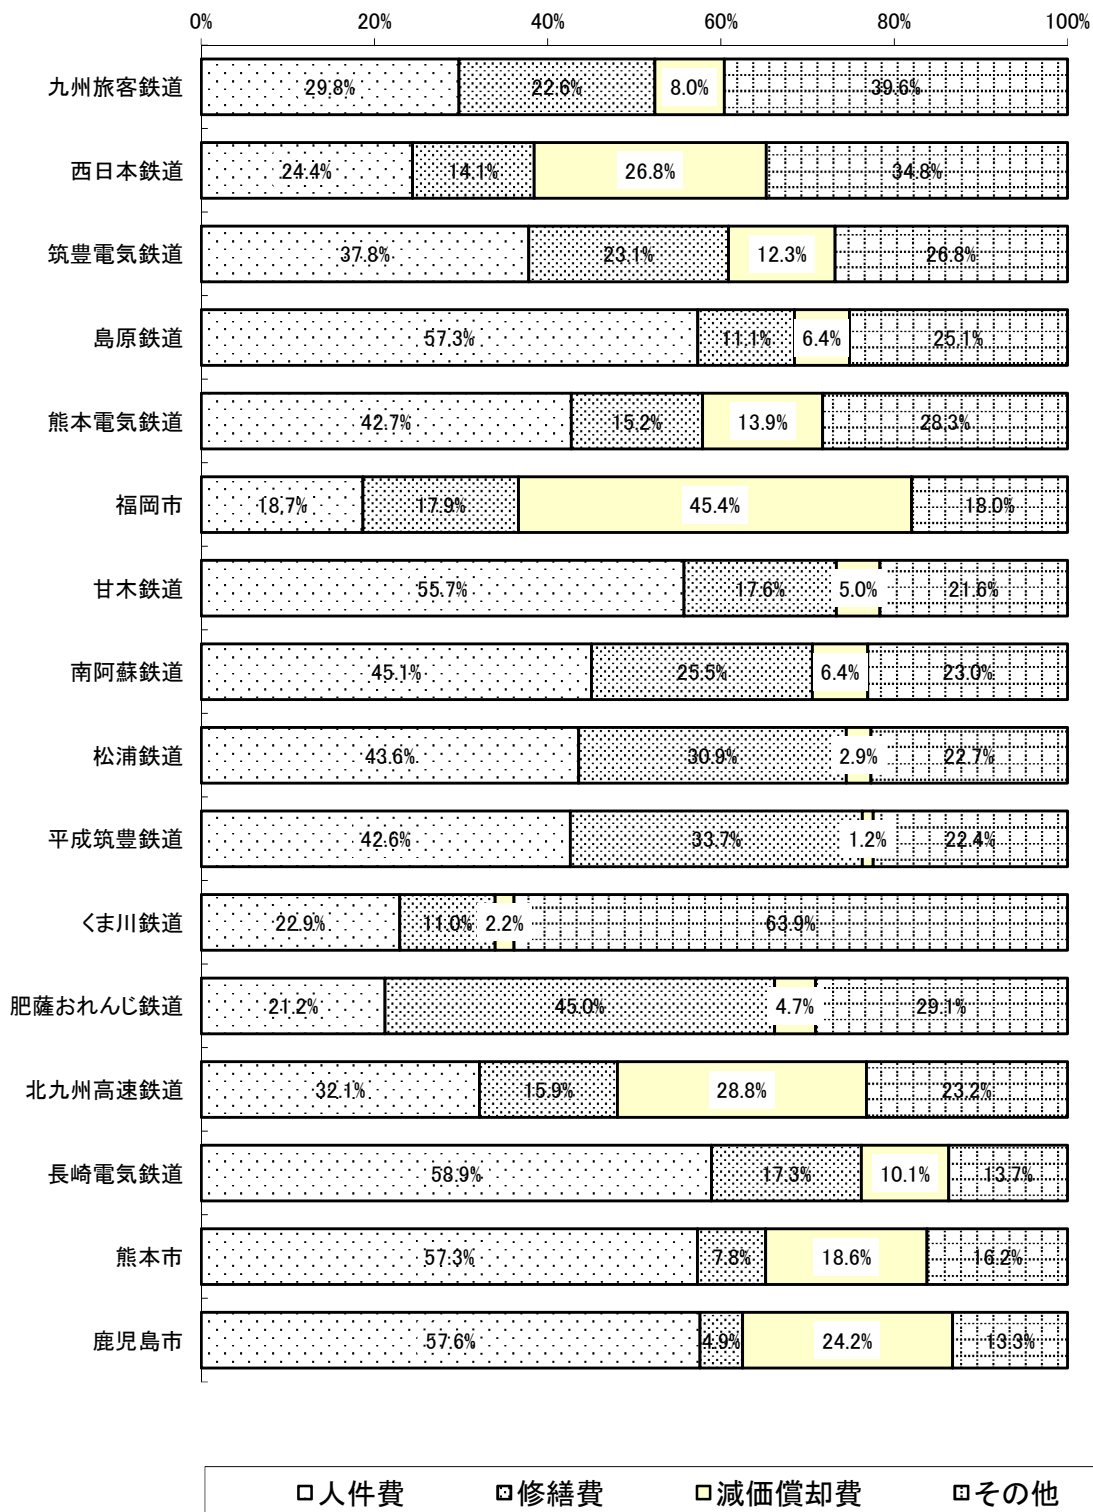 0% 20% 40% 60% 80% 100%
九州旅客鉄道 29.8% 22.6% 8.0% 39.6%
西日本鉄道 24.4% 14.1% 26.8% 34.8%
筑豊電気鉄道 37.8% 23.1% 12.3% 26.8%
島原鉄道 57.3% 11.1% 6.4% 25.1%
熊本電気鉄道 42.7% 15.2% 13.9% 28.3%
福岡市 18.7% 17.9% 45.4% 18.0%
甘木鉄道 55.7% 17.6% 5.0% 21.6%
南阿蘇鉄道 45.1% 25.5% 6.4% 23.0%
松浦鉄道 43.6% 30.9% 2.9% 22.7%
平成筑豊鉄道 42.6% 33.7% 1.2% 22.4%
くま川鉄道 22.9% 11.0% 2.2% 63.9%
肥薩おれんじ鉄道 21.2% 45.0% 4.7% 29.1%
北九州高速鉄道 32.1% 15.9% 28.8% 23.2%
長崎電気鉄道 58.9% 17.3% 10.1% 13.7%
熊本市 57.3% 7.8% 18.6% 16.2%
鹿児島市 57.6% 4.9% 24.2% 13.3%
人件費 修繕費 減価償却費 その他